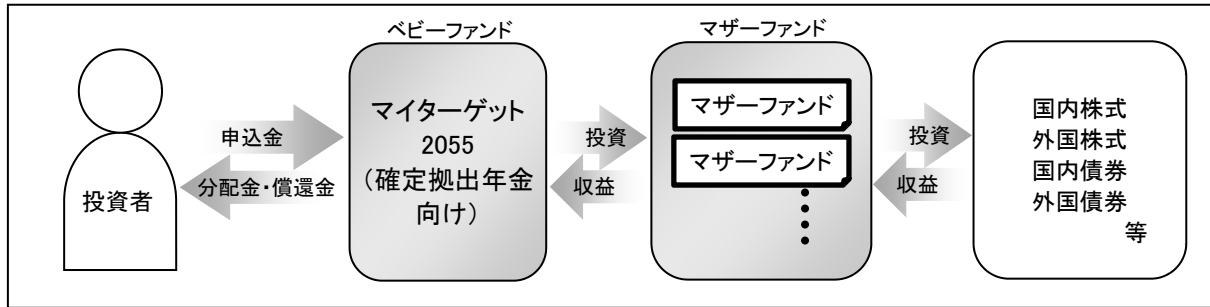 ベビーファンド
マザーファンド
投資者
申込金
分配金・償還金
マイターゲット
2055
（確定拠出年金
向け）
投資
収益
マザーファンド
マザーファンド
投資
収益
国内株式
外国株式
国内債券
外国債券
等